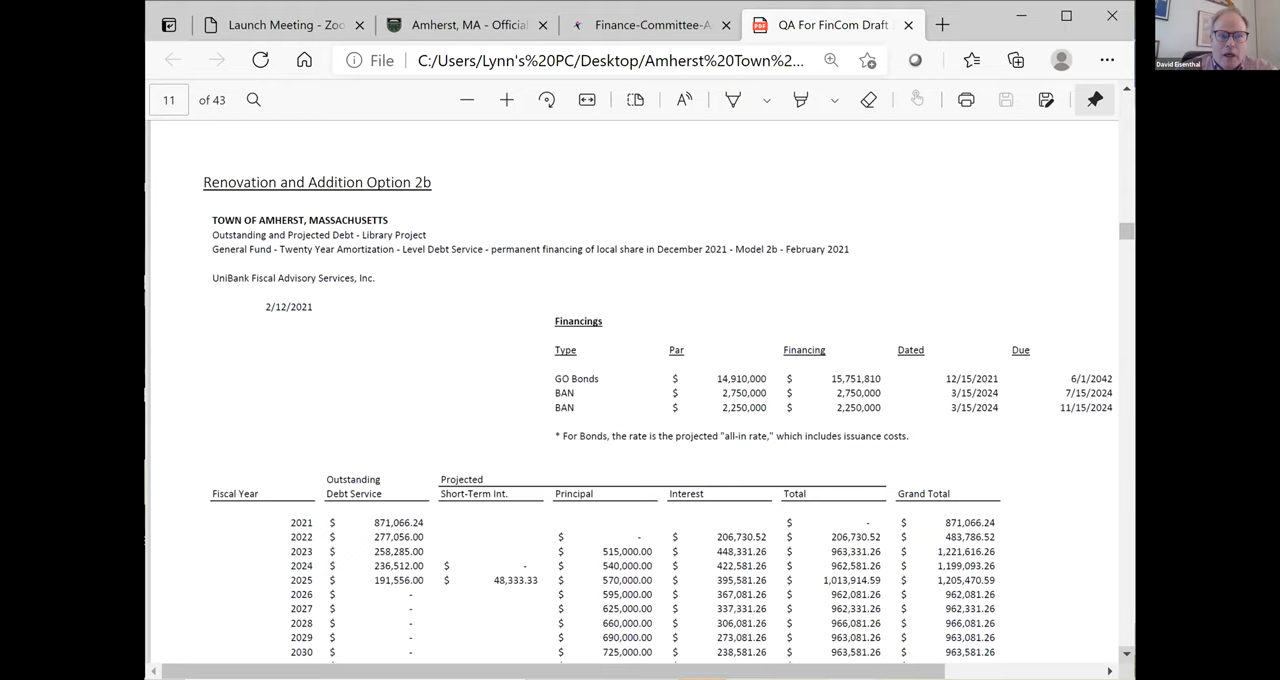 Launch Meeting - Zoo
Amherst, MA - Official
Finance-Committee-A
QA For FinCom Draft
File C:/Users/Lynn's%20PC/Desktop/Amherst%20Town%2...
11 of 43
David Eisenthal
Renovation and Addition Option 2b
TOWN OF AMHERST, MASSACHUSETTS
Outstanding and Projected Debt - Library Project
General Fund - Twenty Year Amortization - Level Debt Service - permanent financing of local share in December 2021 - Model 2b - February 2021
UniBank Fiscal Advisory Services, Inc.
2/12/2021
Financings
Type Par Financing Dated Due
GO Bonds $ 14,910,000 $ 15,751,810 12/15/2021 6/1/2042
BAN $ 2,750,000 $ 2,750,000 3/15/2024 7/15/2024
BAN $ 2,250,000 $ 2,250,000 3/15/2024 11/15/2024
* For Bonds, the rate is the projected "all-in rate," which includes issuance costs.
Outstanding Projected
Fiscal Year Debt Service Short-Term Int. Principal Interest Total Grand Total
2021 $ 871,066.24 $ - $ 871,066.24
2022 $ 277,056.00 $ - $ 206,730.52 $ 206,730.52 $ 483,786.52
2023 $ 258,285.00 $ 515,000.00 $ 448,331.26 $ 963,331.26 $ 1,221,616.26
2024 $ 236,512.00 $ - $ 540,000.00 $ 422,581.26 $ 962,581.26 $ 1,199,093.26
2025 $ 191,556.00 $ 48,333.33 $ 570,000.00 $ 395,581.26 $ 1,013,914.59 $ 1,205,470.59
2026 $ - $ 595,000.00 $ 367,081.26 $ 962,081.26 $ 962,081.26
2027 $ - $ 625,000.00 $ 337,331.26 $ 962,331.26 $ 962,331.26
2028 $ - $ 660,000.00 $ 306,081.26 $ 966,081.26 $ 966,081.26
2029 $ - $ 690,000.00 $ 273,081.26 $ 963,081.26 $ 963,081.26
2030 $ - $ 725,000.00 $ 238,581.26 $ 963,581.26 $ 963,581.26